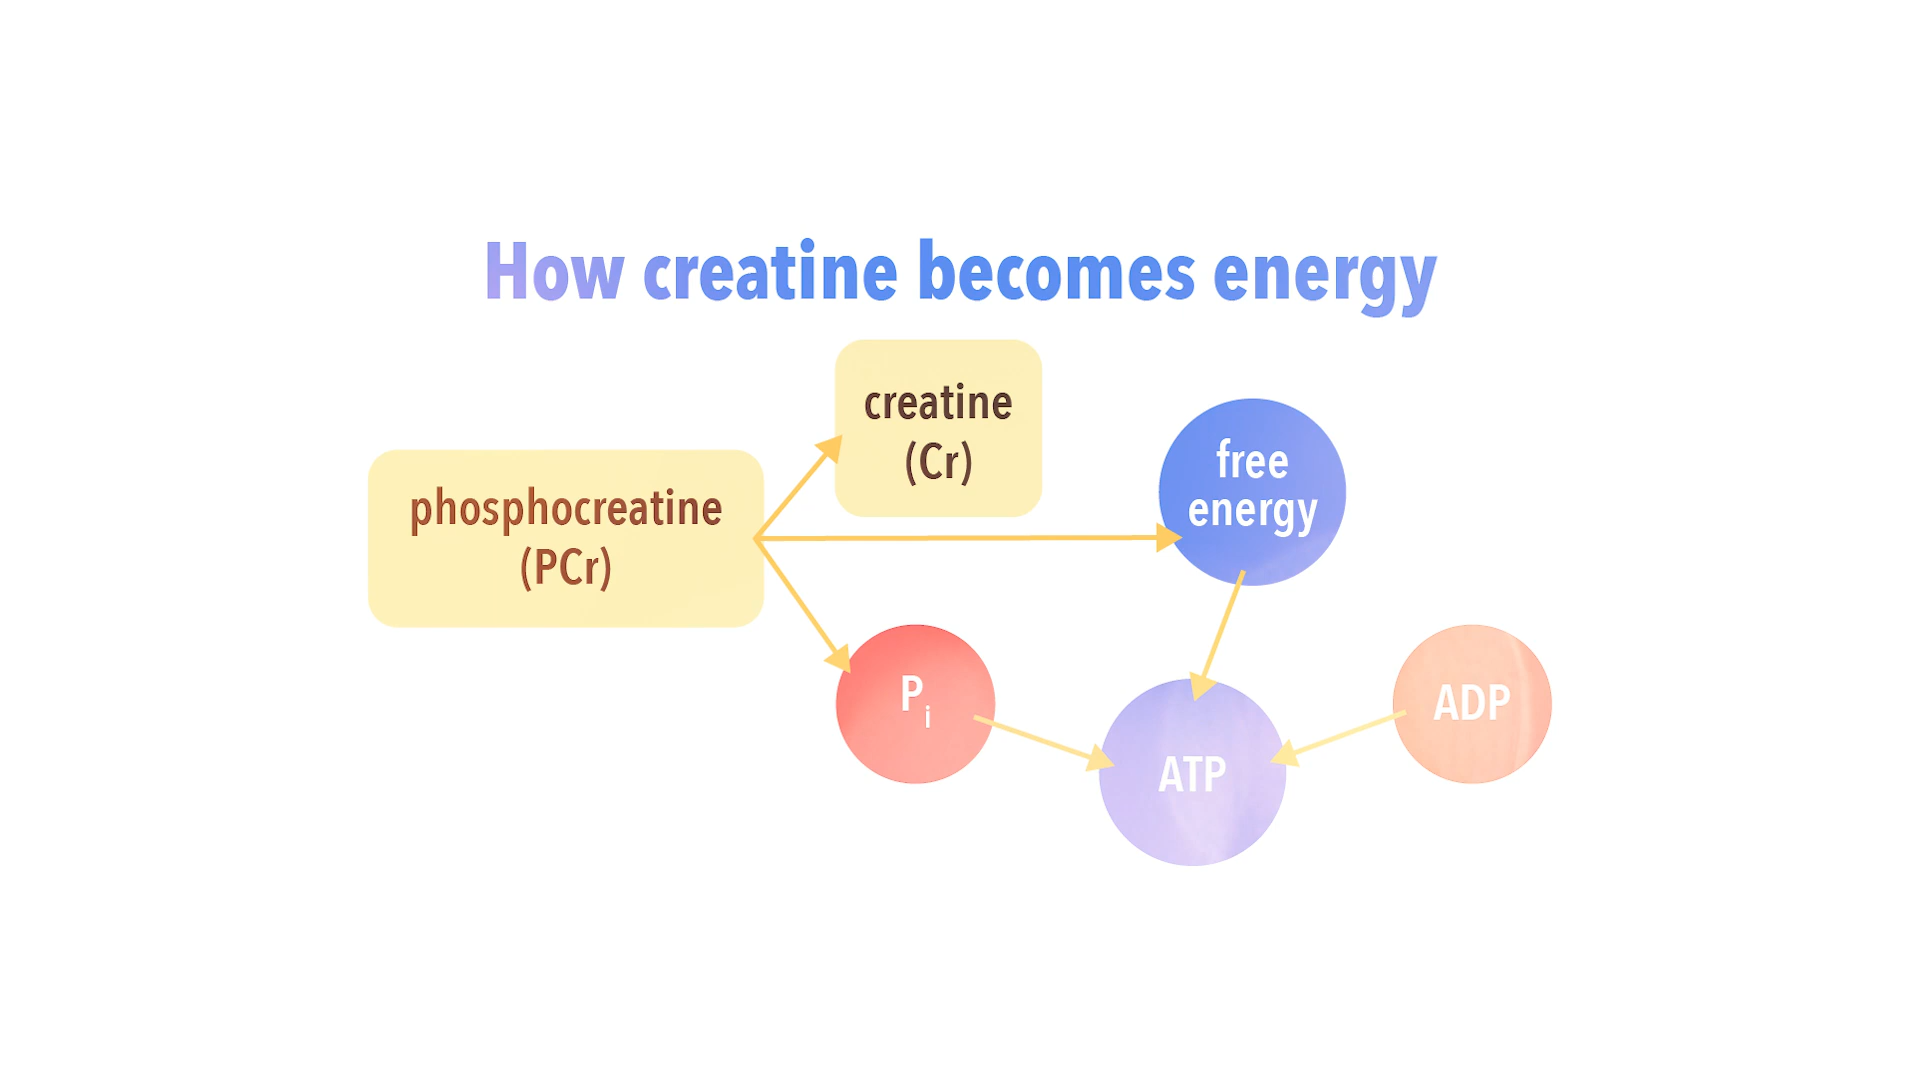 How creatine becomes energy
creatine
(Cr)
free
energy
phosphocreatine
(PCr)
Pi
ADP
ATP